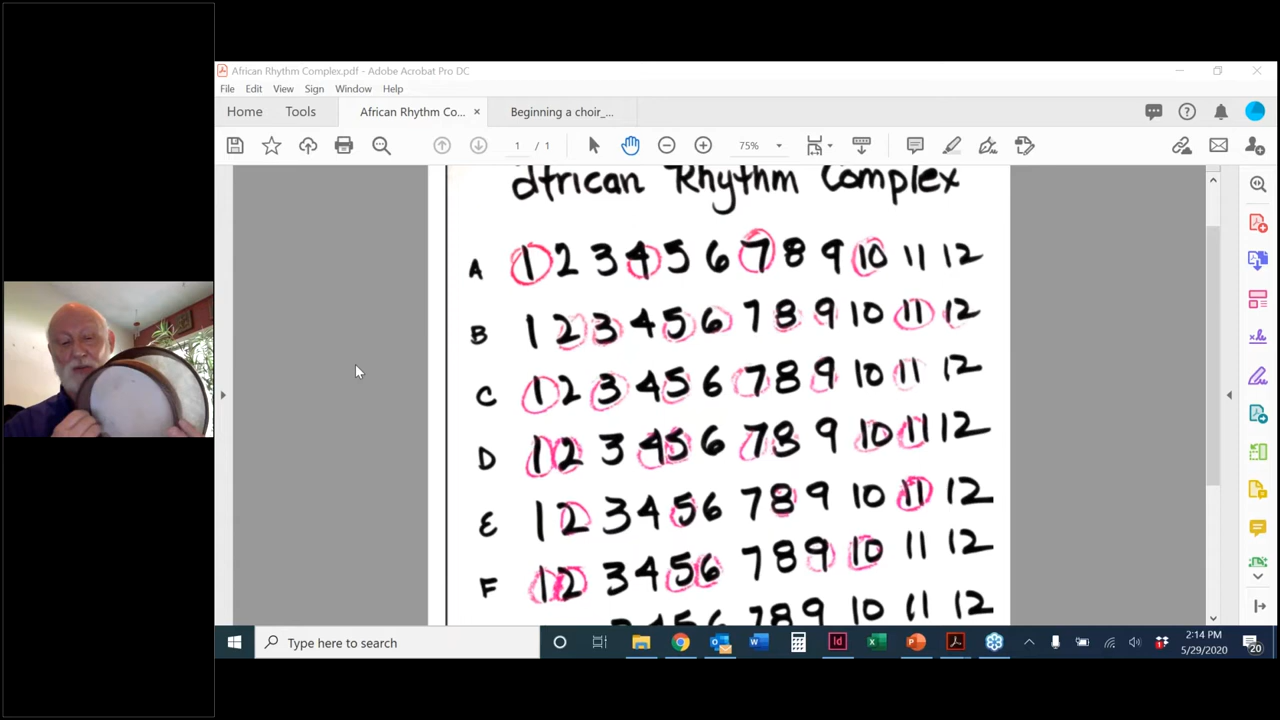 African Rhythm Complex.pdf - Adobe Acrobat Pro DC
File Edit View Sign Window Help
Home Tools African Rhythm Co... × Beginning a choir_...
1 / 1 75%
African Rhythm Complex
A 1 2 3 4 5 6 7 8 9 10 11 12
B 1 2 3 4 5 6 7 8 9 10 11 12
C 1 2 3 4 5 6 7 8 9 10 11 12
D 1 2 3 4 5 6 7 8 9 10 11 12
E 1 2 3 4 5 6 7 8 9 10 11 12
F 1 2 3 4 5 6 7 8 9 10 11 12
7 8 9 10 11 12
Type here to search
2:14 PM
5/29/2020
20